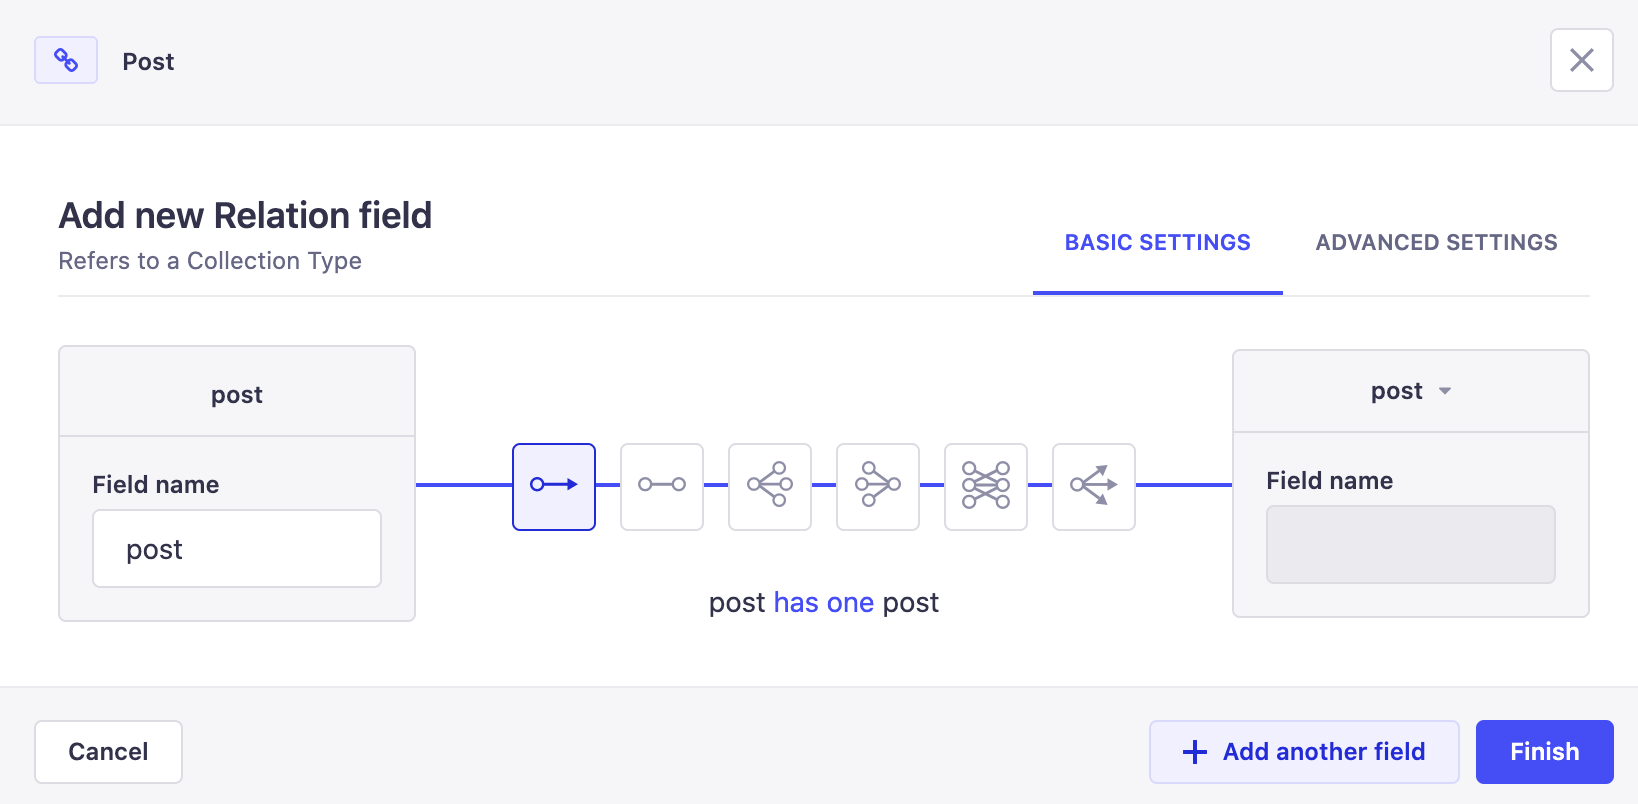 Post
Add new Relation field
Refers to a Collection Type
BASIC SETTINGS
ADVANCED SETTINGS
post
Field name
post
post has one post
post
Field name
Cancel
Add another field
Finish